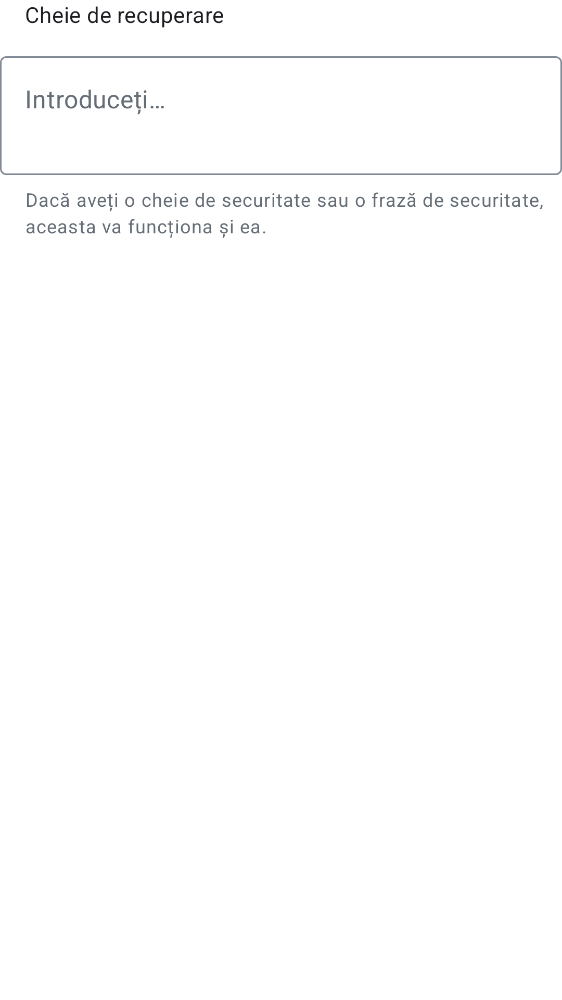 Cheie de recuperare
Introduceți…
Dacă aveți o cheie de securitate sau o frază de securitate,
aceasta va funcționa și ea.